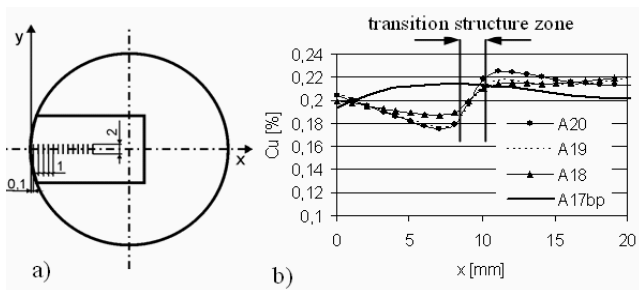 a)
y
x
2
1
0,1
b)
transition structure zone
Cu [%]
0,24
0,22
0,2
0,18
0,16
0,14
0,12
0,1
A20
A19
A18
A17bp
0 5 10 15 20
x [mm]